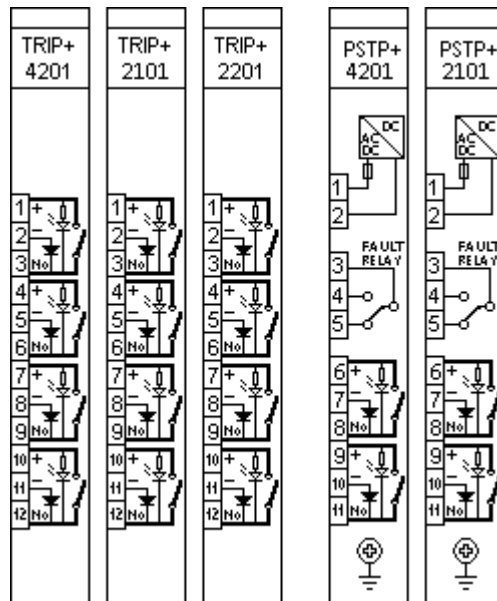 TRIP+
4201
1 +
2 −
3 No
4 +
5 −
6 No
7 +
8 −
9 No
10 +
11 −
12 No
TRIP+
2101
1 +
2 −
3 No
4 +
5 −
6 No
7 +
8 −
9 No
10 +
11 −
12 No
TRIP+
2201
1 +
2 −
3 No
4 +
5 −
6 No
7 +
8 −
9 No
10 +
11 −
12 No
PSTP+
4201
DC
AC
DC
1
2
FAULT
3 RELAY
4
5
6 +
7 −
8 No
9 +
10 −
11 No
PSTP+
2101
DC
AC
DC
1
2
FAULT
3 RELAY
4
5
6 +
7 −
8 No
9 +
10 −
11 No